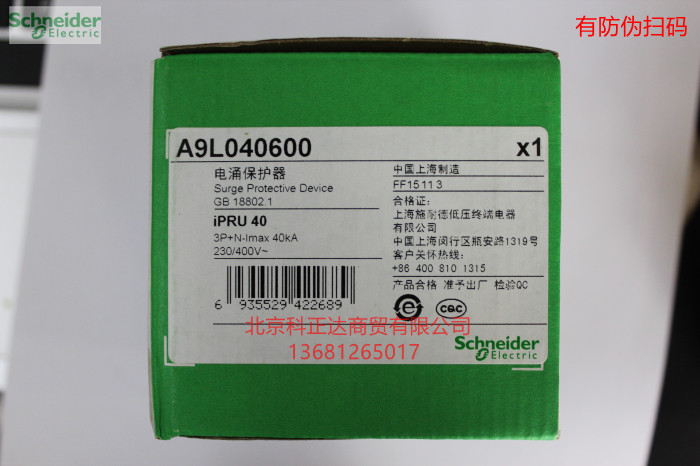 Schneider
Electric
有防伪扫码
A9L040600
x1
电涌保护器
Surge Protective Device
GB 18802.1
iPRU 40
3P+N-Imax 40kA
230/400V~
6 935529 422689
中国上海制造
FF1511 3
合格证:
上海施耐德低压终端电器
有限公司
中国上海闵行区瓶安路1319号
客户关怀热线:
+86 400 810 1315
产品合格 准予出厂 检验QC
CQC
北京科正达商贸有限公司
13681265017
Schneider
Electric